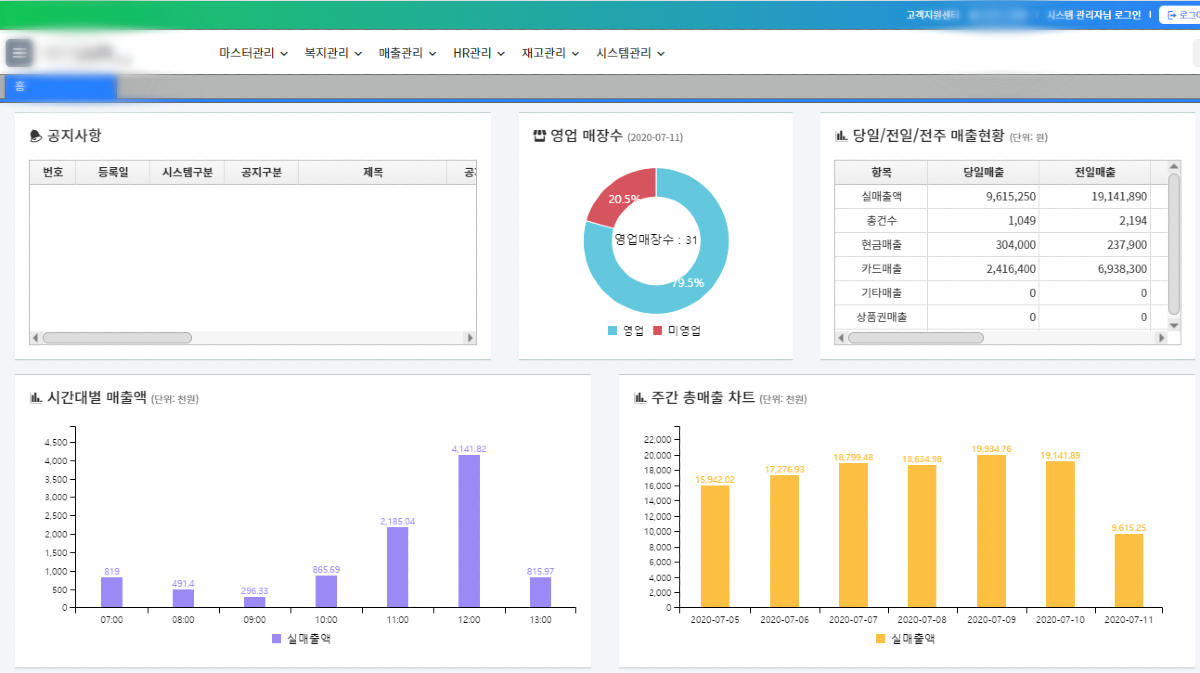 고객지원센터
시스템 관리자님 로그인
마스터관리 복지관리 매출관리 HR관리 재고관리 시스템관리
홈
공지사항
번호 등록일 시스템구분 공지구분 제목
영업 매장수 (2020-07-11)
20.5%
영업매장수 : 31
79.5%
영업 미영업
당일/전일/전주 매출현황 (단위: 원)
항목 당일매출 전일매출
실매출액 9,615,250 19,141,890
총건수 1,049 2,194
현금매출 304,000 237,900
카드매출 2,416,400 6,938,300
기타매출 0 0
상품권매출 0 0
시간대별 매출액 (단위: 천원)
4,500
4,000
3,500
3,000
2,500
2,000
1,500
1,000
500
0
819 491.4 296.33 865.69 2,185.04 4,141.82 815.97
07:00 08:00 09:00 10:00 11:00 12:00 13:00
실매출액
주간 총매출 차트 (단위: 천원)
22,000
20,000
18,000
16,000
14,000
12,000
10,000
8,000
6,000
4,000
2,000
0
15,942.02 17,276.93 18,799.48 18,634.98 19,934.76 19,141.89 9,615.25
2020-07-05 2020-07-06 2020-07-07 2020-07-08 2020-07-09 2020-07-10 2020-07-11
실매출액